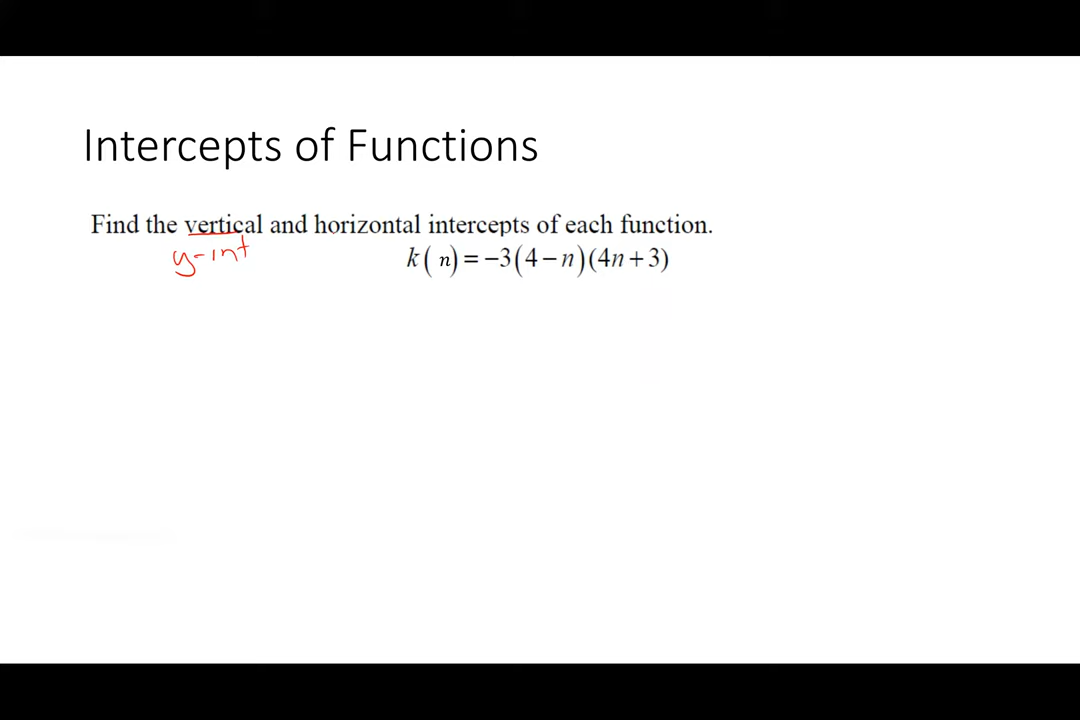 Intercepts of Functions
Find the vertical and horizontal intercepts of each function.
y-int
k( n) = −3(4 − n)(4n + 3)